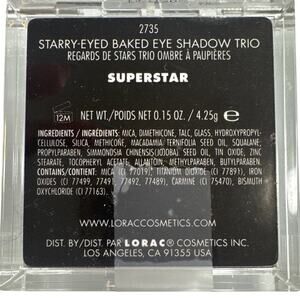 2735
STARRY-EYED BAKED EYE SHADOW TRIO
REGARDS DE STARS TRIO OMBRE À PAUPIÈRES
SUPERSTAR
12M
NET WT./POIDS NET 0.15 OZ. / 4.25g ℮
INGREDIENTS / INGRÉDIENTS: MICA, DIMETHICONE, TALC, GLASS, HYDROXYPROPYL-
CELLULOSE, SILICA, METHICONE, MACADAMIA TERNIFOLIA SEED OIL, SQUALANE,
PROPYLPARABEN, SIMMONDSIA CHINENSIS(JOJOBA) SEED OIL, TIN OXIDE, ZINC
STEARATE, TOCOPHERYL ACETATE, ALLANTOIN, METHYLPARABEN, BUTYLPARABEN.
MAY CONTAIN/PEUT CONTENIR: MICA (CI 77019), TITANIUM DIOXIDE (CI 77891), IRON
OXIDES (CI 77499, 77491, 77492, 77489), CARMINE (CI 75470), BISMUTH
OXYCHLORIDE (CI 77163).
WWW.LORACCOSMETICS.COM
DIST. BY/DIST. PAR LORAC® COSMETICS INC.
LOS ANGELES, CA 91355 USA